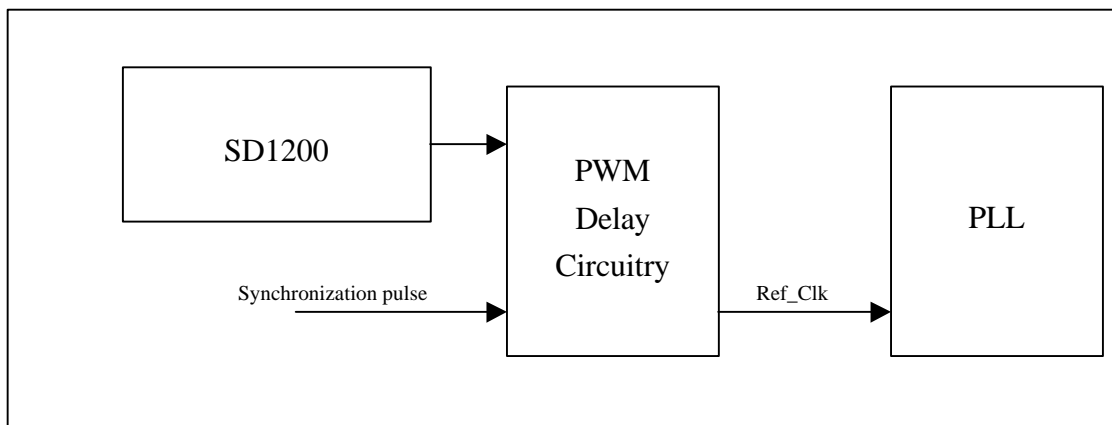 SD1200
PWM
Delay
Circuitry
PLL
Synchronization pulse
Ref_Clk